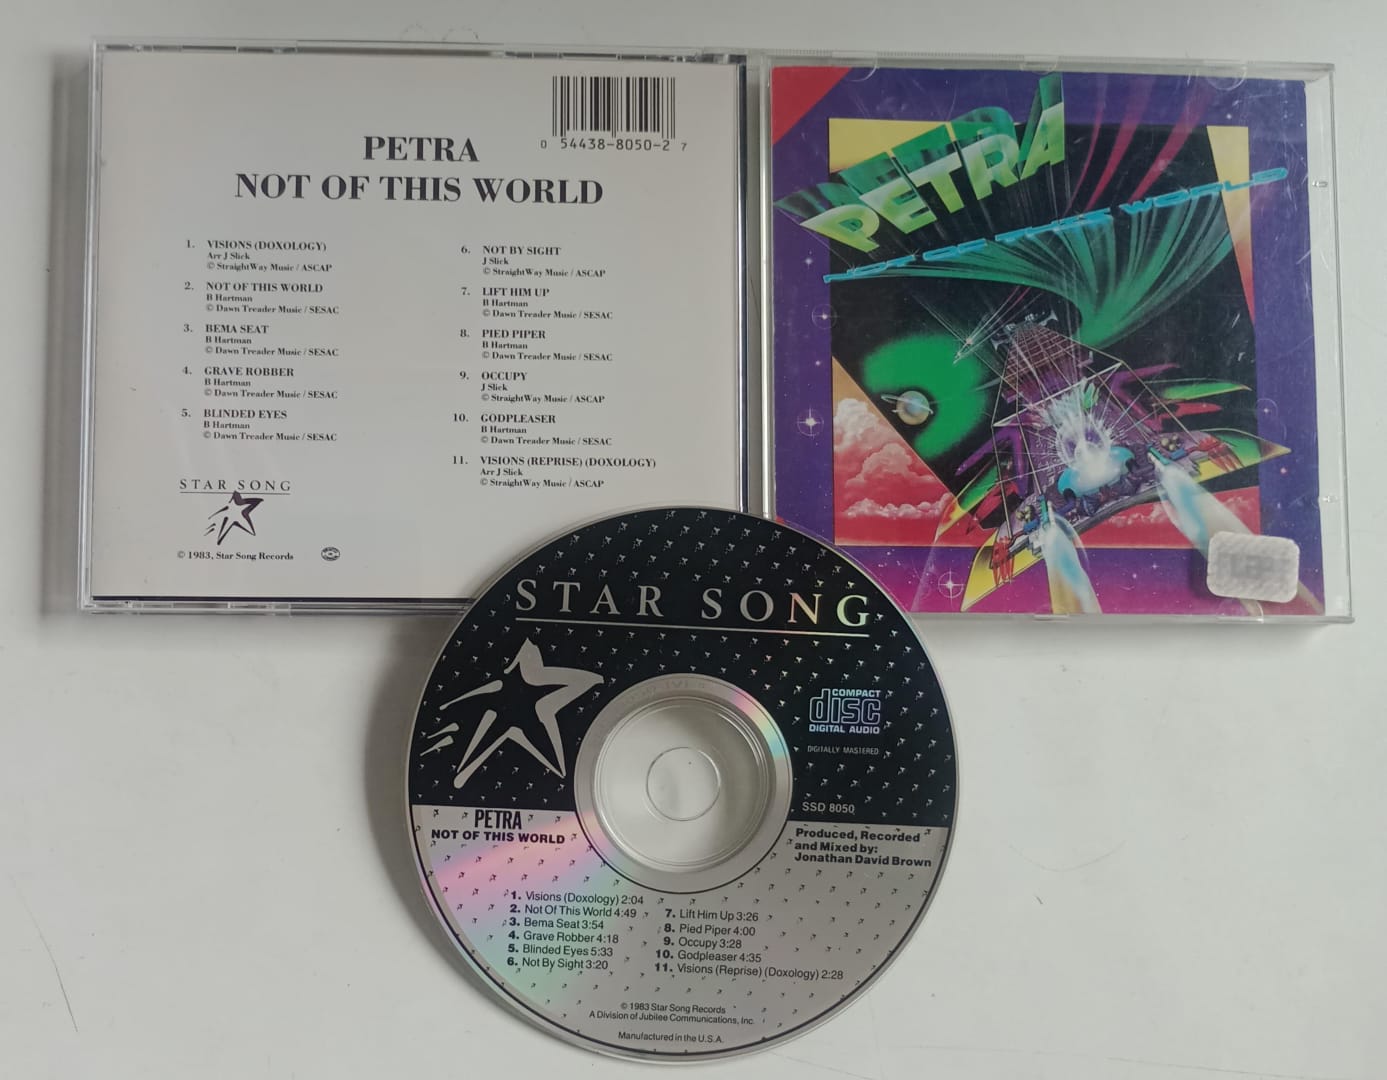 0 54438-8050-2 7
PETRA
NOT OF THIS WORLD
1. VISIONS (DOXOLOGY)
Arr J Slick
© StraightWay Music / ASCAP
2. NOT OF THIS WORLD
B Hartman
© Dawn Treader Music / SESAC
3. BEMA SEAT
B Hartman
© Dawn Treader Music / SESAC
4. GRAVE ROBBER
B Hartman
© Dawn Treader Music / SESAC
5. BLINDED EYES
B Hartman
© Dawn Treader Music / SESAC
6. NOT BY SIGHT
J Slick
© StraightWay Music / ASCAP
7. LIFT HIM UP
B Hartman
© Dawn Treader Music / SESAC
8. PIED PIPER
B Hartman
© Dawn Treader Music / SESAC
9. OCCUPY
J Slick
© StraightWay Music / ASCAP
10. GODPLEASER
B Hartman
© Dawn Treader Music / SESAC
11. VISIONS (REPRISE) (DOXOLOGY)
Arr J Slick
© StraightWay Music / ASCAP
STAR SONG
© 1983, Star Song Records
PETRA
NOT OF THIS WORLD
STAR SONG
COMPACT
disc
DIGITAL AUDIO
DIGITALLY MASTERED
SSD 8050
PETRA
NOT OF THIS WORLD
Produced, Recorded
and Mixed by:
Jonathan David Brown
1. Visions (Doxology) 2:04
2. Not Of This World 4:49
3. Bema Seat 3:54
4. Grave Robber 4:18
5. Blinded Eyes 5:33
6. Not By Sight 3:20
7. Lift Him Up 3:26
8. Pied Piper 4:00
9. Occupy 3:28
10. Godpleaser 4:35
11. Visions (Reprise) (Doxology) 2:28
© 1983 Star Song Records
A Division of Jubilee Communications, Inc.
Manufactured in the U.S.A.